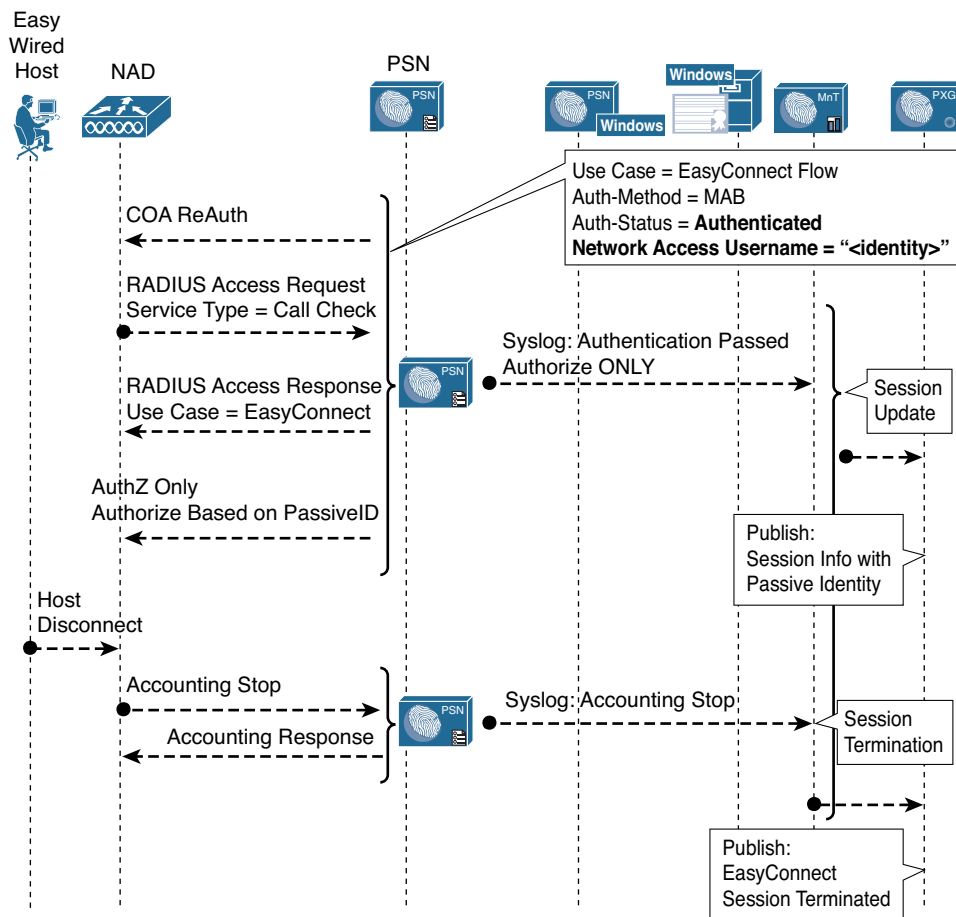 Easy
Wired
Host
NAD
PSN
PSN
PSN
Windows
Windows
MnT
PXG
Use Case = EasyConnect Flow
Auth-Method = MAB
Auth-Status = Authenticated
Network Access Username = “<identity>”
COA ReAuth
RADIUS Access Request
Service Type = Call Check
Syslog: Authentication Passed
Authorize ONLY
PSN
RADIUS Access Response
Use Case = EasyConnect
Session
Update
AuthZ Only
Authorize Based on PassiveID
Publish:
Session Info with
Passive Identity
Host
Disconnect
Accounting Stop
PSN
Syslog: Accounting Stop
Accounting Response
Session
Termination
Publish:
EasyConnect
Session Terminated